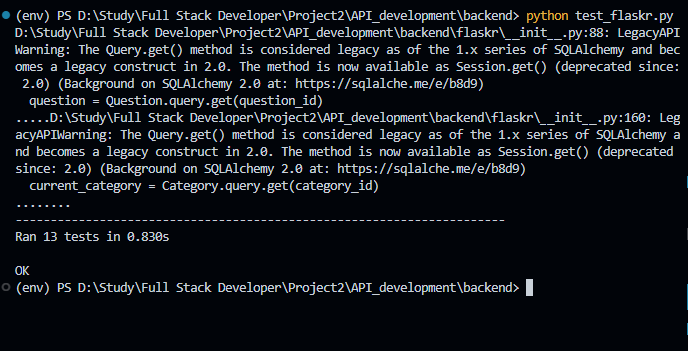 (env) PS D:\Study\Full Stack Developer\Project2\API_development\backend> python test_flaskr.py
D:\Study\Full Stack Developer\Project2\API_development\backend\flaskr\__init__.py:88: LegacyAPI
Warning: The Query.get() method is considered legacy as of the 1.x series of SQLAlchemy and bec
omes a legacy construct in 2.0. The method is now available as Session.get() (deprecated since:
 2.0) (Background on SQLAlchemy 2.0 at: https://sqlalche.me/e/b8d9)
  question = Question.query.get(question_id)
.....D:\Study\Full Stack Developer\Project2\API_development\backend\flaskr\__init__.py:160: Leg
acyAPIWarning: The Query.get() method is considered legacy as of the 1.x series of SQLAlchemy a
nd becomes a legacy construct in 2.0. The method is now available as Session.get() (deprecated 
since: 2.0) (Background on SQLAlchemy 2.0 at: https://sqlalche.me/e/b8d9)
  current_category = Category.query.get(category_id)
........
----------------------------------------------------------------------
Ran 13 tests in 0.830s

OK
(env) PS D:\Study\Full Stack Developer\Project2\API_development\backend>